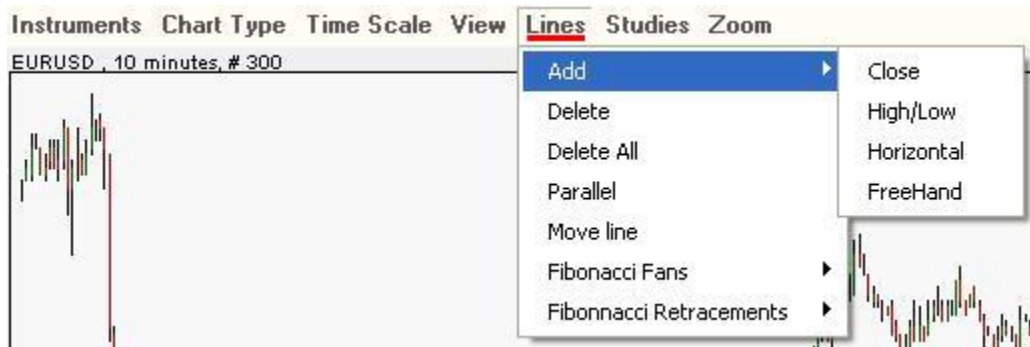 Instruments Chart Type Time Scale View Lines Studies Zoom
EURUSD , 10 minutes, # 300
Add
Delete
Delete All
Parallel
Move line
Fibonacci Fans
Fibonnacci Retracements
Close
High/Low
Horizontal
FreeHand